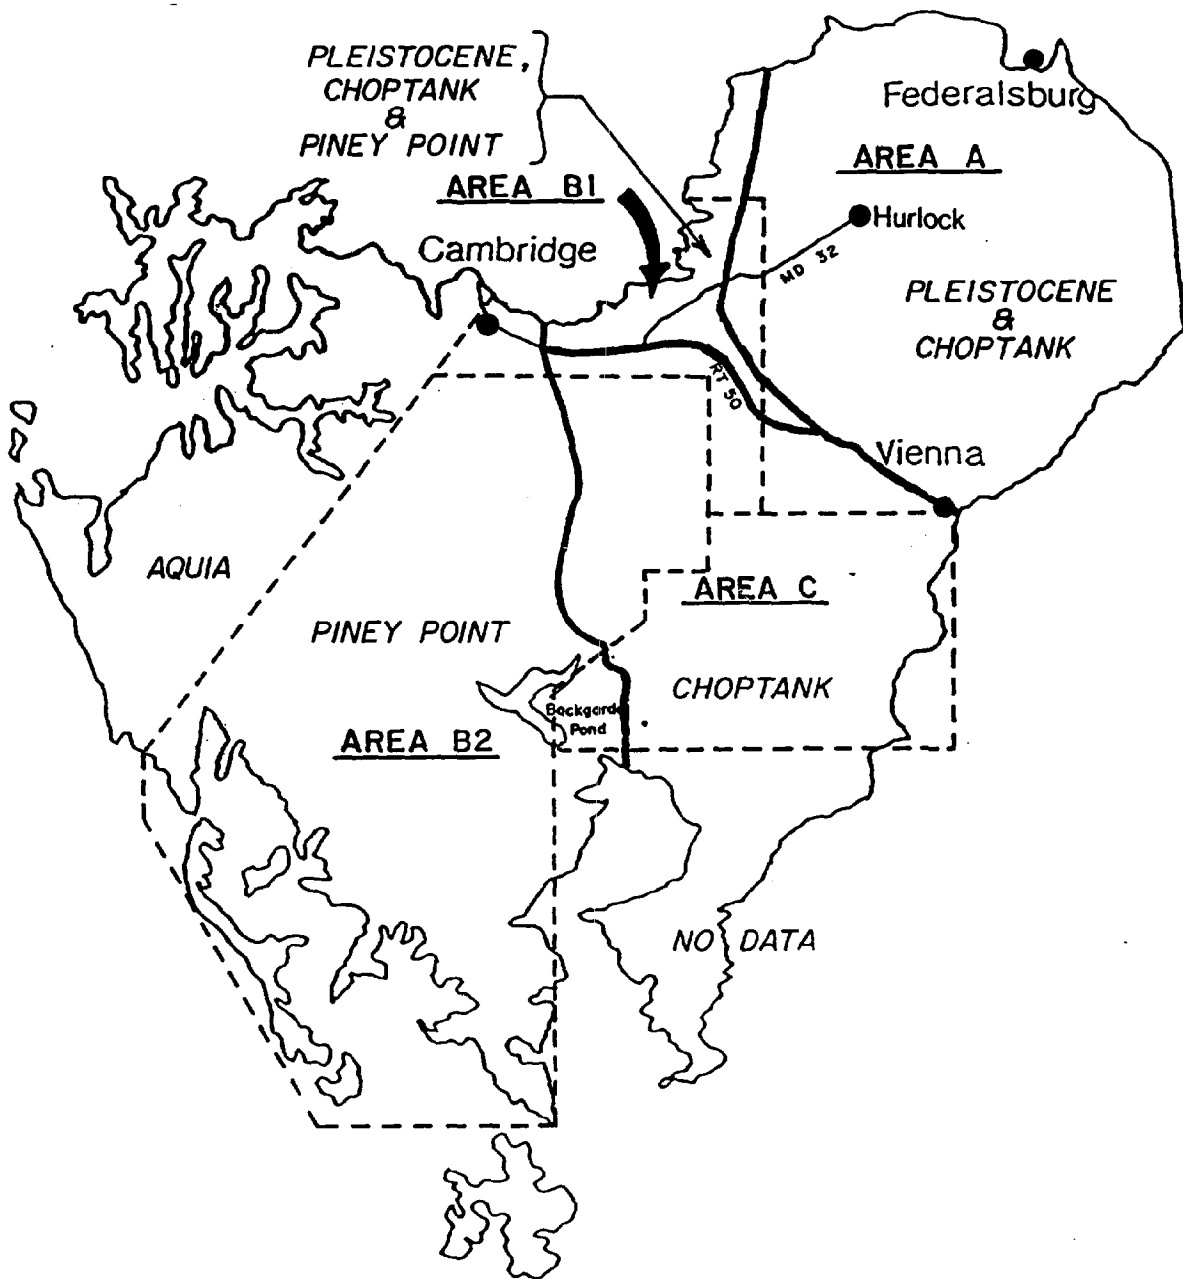 PLEISTOCENE,
CHOPTANK
&
PINEY POINT
Federalsburg
AREA A
AREA B1
Hurlock
Cambridge
MD 32
PLEISTOCENE
&
CHOPTANK
RT 50
Vienna
AQUIA
AREA C
PINEY POINT
CHOPTANK
Backgarde
Pond
AREA B2
NO DATA